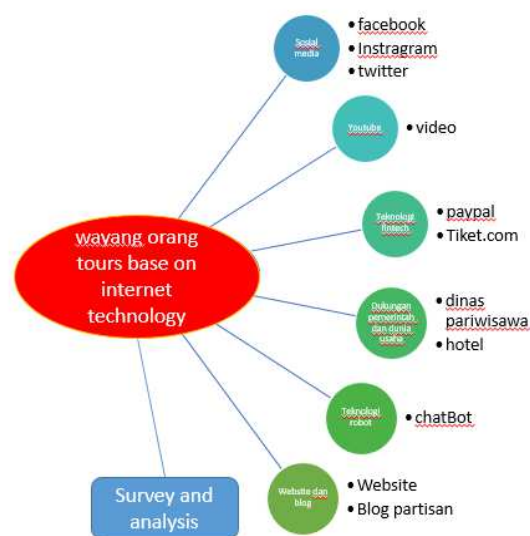 Sosial
media
• facebook
• Instragram
• twitter
Youtube
• video
Teknologi
fintech
• paypal
• Tiket.com
wayang orang
tours base on
internet
technology
Dukungan
pemerintah
dan dunia
usaha
• dinas
pariwisawa
• hotel
Teknologi
robot
• chatBot
Website dan
blog
• Website
• Blog partisan
Survey and
analysis